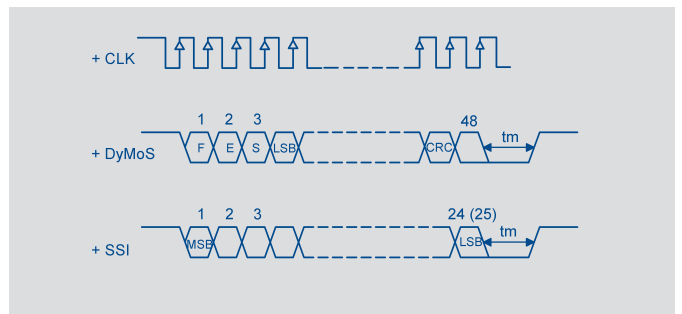 + CLK
1 2 3 48
+ DyMoS F E S LSB CRC tm
1 2 3 24 (25)
+ SSI MSB LSB tm